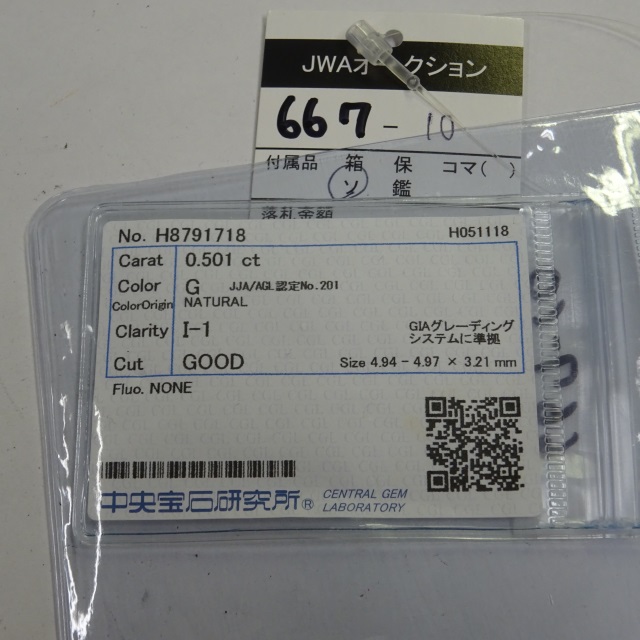 JWAオークション
667-10
付属品 箱 保 コマ( )
ソ 鑑
落札金額
No. H8791718 H051118
Carat 0.501 ct
Color G JJA/AGL認定No.201
ColorOrigin NATURAL
Clarity I-1 GIAグレーディング
システムに準拠
Cut GOOD Size 4.94 - 4.97 × 3.21 mm
Fluo. NONE
中央宝石研究所® CENTRAL GEM
LABORATORY